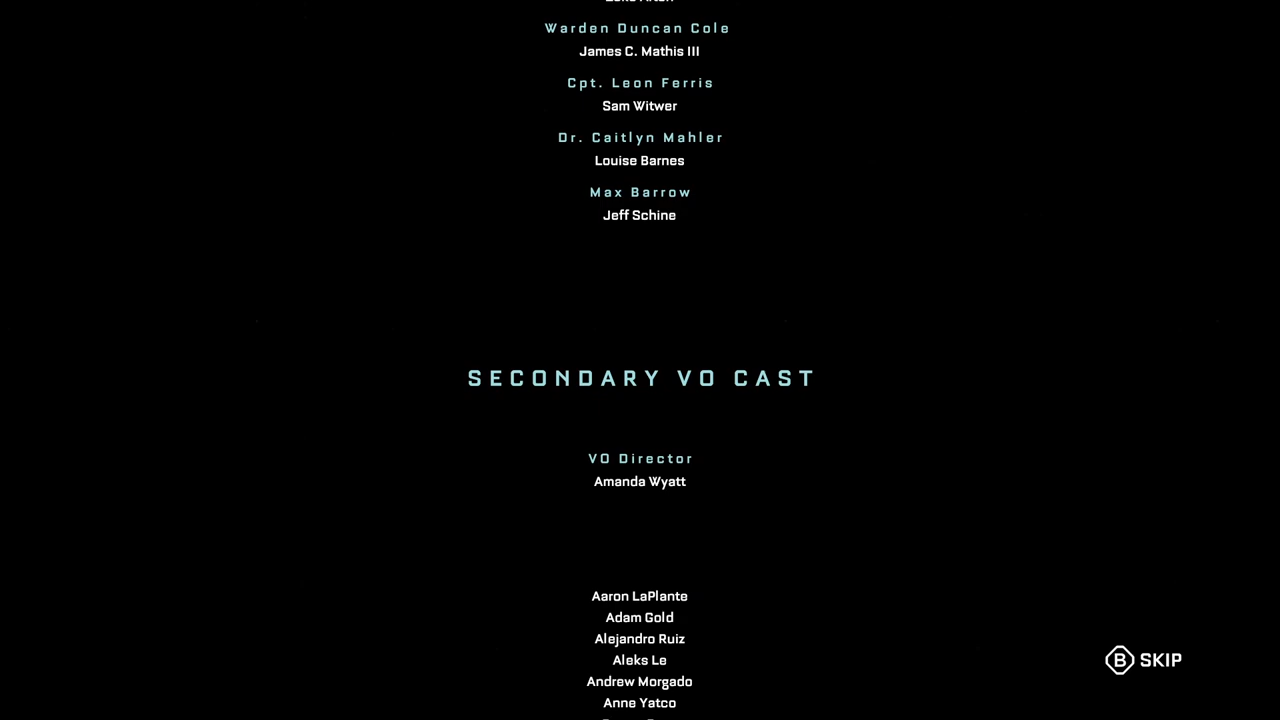 Warden Duncan Cole
James C. Mathis III
Cpt. Leon Ferris
Sam Witwer
Dr. Caitlyn Mahler
Louise Barnes
Max Barrow
Jeff Schine
SECONDARY VO CAST
VO Director
Amanda Wyatt
Aaron LaPlante
Adam Gold
Alejandro Ruiz
Aleks Le
Andrew Morgado
Anne Yatco
B SKIP